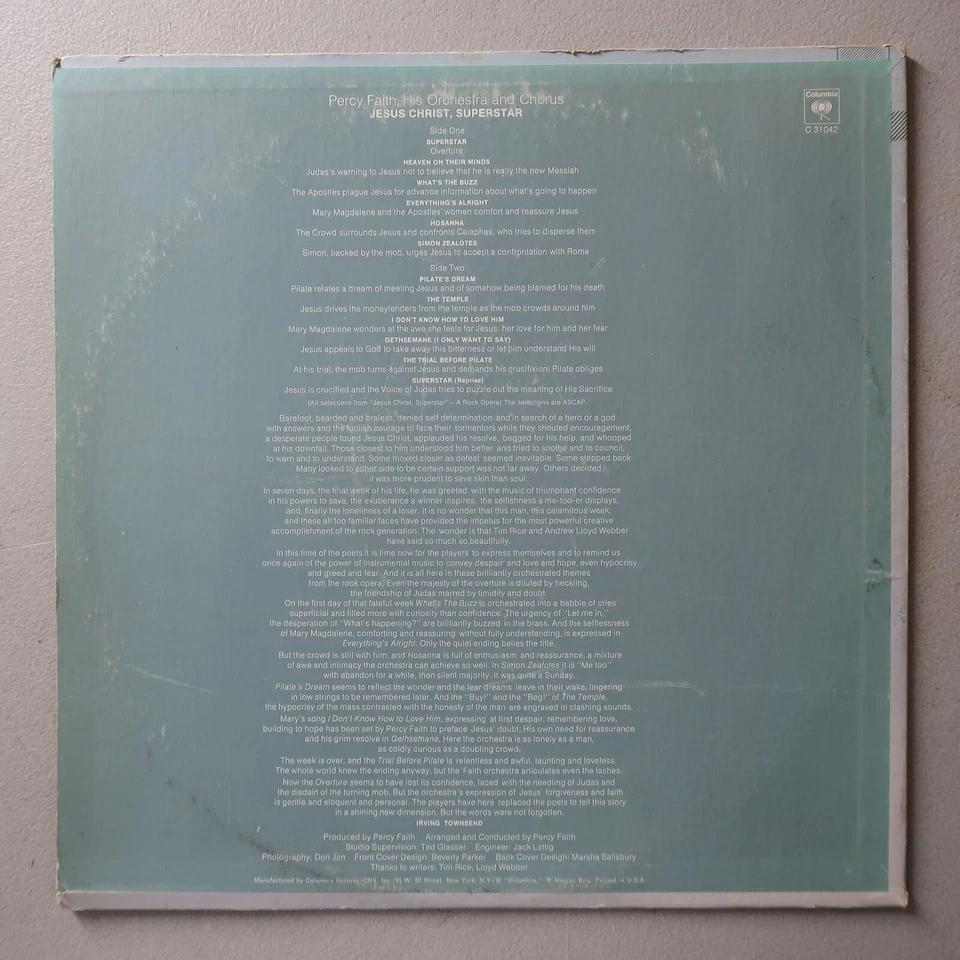 Percy Faith, His Orchestra and Chorus
JESUS CHRIST, SUPERSTAR
Columbia
C 31042
Side One
SUPERSTAR
Overture
HEAVEN ON THEIR MINDS
Judas's warning to Jesus not to believe that he is really the new Messiah
WHAT'S THE BUZZ
The Apostles plague Jesus for advance information about what's going to happen
EVERYTHING'S ALRIGHT
Mary Magdalene and the Apostles' women comfort and reassure Jesus
HOSANNA
The Crowd surrounds Jesus and confronts Caiaphas, who tries to disperse them
SIMON ZEALOTES
Simon, backed by the mob, urges Jesus to accept a confrontation with Rome
Side Two
PILATE'S DREAM
Pilate relates a dream of meeting Jesus and of somehow being blamed for his death
THE TEMPLE
Jesus drives the moneylenders from the temple as the mob crowds around him
I DON'T KNOW HOW TO LOVE HIM
Mary Magdalene wonders at the awe she feels for Jesus, her love for him and her fear
GETHSEMANE (I ONLY WANT TO SAY)
Jesus appeals to God to take away this bitterness or let him understand His will
THE TRIAL BEFORE PILATE
At his trial, the mob turns against Jesus and demands his crucifixion; Pilate obliges
SUPERSTAR (Reprise)
Jesus is crucified and the Voice of Judas tries to puzzle out the meaning of His Sacrifice
(All selections from "Jesus Christ, Superstar"—A Rock Opera) The selections are ASCAP.
Barefoot, bearded and braless, denied self determination and in search of a hero or a god
with answers and the foolish courage to face their tormentors while they shouted encouragement,
a desperate people found Jesus Christ, applauded his resolve, begged for his help, and whooped
at his downfall. Those closest to him understood him better and tried to soothe and to council,
to warn and to understand. Some moved closer as defeat seemed inevitable. Some stepped back.
Many looked to either side to be certain support was not far away. Others decided
it was more prudent to save skin than soul.
In seven days, the final week of his life, he was greeted with the music of triumphant confidence
in his powers to save, the exuberance a winner inspires, the selfishness a me-too-er displays,
and, finally the loneliness of a loser. It is no wonder that this man, this calamitous week,
and these all too familiar faces have provided the impetus for the most powerful creative
accomplishment of the rock generation. The wonder is that Tim Rice and Andrew Lloyd Webber
have said so much so beautifully.
In this time of the poets it is time now for the players to express themselves and to remind us
once again of the power of instrumental music to convey despair and love and hope, even hypocrisy
and greed and fear. And it is all here in these brilliantly orchestrated themes
from the rock opera. Even the majesty of the overture is diluted by heckling,
the friendship of Judas marred by timidity and doubt.
On the first day of that fateful week What's The Buzz is orchestrated into a babble of cries
superficial and filled more with curiosity than confidence. The urgency of "Let me in,"
the desperation of "What's happening?" are brilliantly buzzed in the brass. And the selflessness
of Mary Magdalene, comforting and reassuring without fully understanding, is expressed in
Everything's Alright. Only the quiet ending belies the title.
But the crowd is still with him, and Hosanna is full of enthusiasm and reassurance, a mixture
of awe and intimacy the orchestra can achieve so well. In Simon Zealotes it is "Me too"
with abandon for a while, then silent majority. It was quite a Sunday.
Pilate's Dream seems to reflect the wonder and the fear dreams leave in their wake, lingering
in low strings to be remembered later. And the "Buy!" and the "Beg!" of The Temple,
the hypocrisy of the mass contrasted with the honesty of the man are engraved in clashing sounds.
Mary's song I Don't Know How to Love Him, expressing at first despair, remembering love,
building to hope has been set by Percy Faith to preface Jesus' doubt, His own need for reassurance
and his grim resolve in Gethsemane. Here the orchestra is as lonely as a man,
as coldly curious as a doubling crowd.
The week is over, and the Trial Before Pilate is relentless and awful, taunting and loveless.
The whole world knew the ending anyway, but the Faith orchestra articulates even the lashes.
Now the Overture seems to have lost its confidence, laced with the needling of Judas and
the disdain of the turning mob. But the orchestra's expression of Jesus' forgiveness and faith
is gentle and eloquent and personal. The players have here replaced the poets to tell this story
in a shining new dimension. But the words were not forgotten.
IRVING TOWNSEND
Produced by Percy Faith Arranged and Conducted by Percy Faith
Studio Supervision: Ted Glasser Engineer: Jack Lattig
Photography: Don Jim Front Cover Design: Beverly Parker Back Cover Design: Marsha Salisbury
Thanks to writers: Tim Rice, Lloyd Webber
Manufactured by Columbia Records/CBS, Inc./51 W. 52 Street, New York, N.Y./® "Columbia," Marcas Reg. Printed in U.S.A.